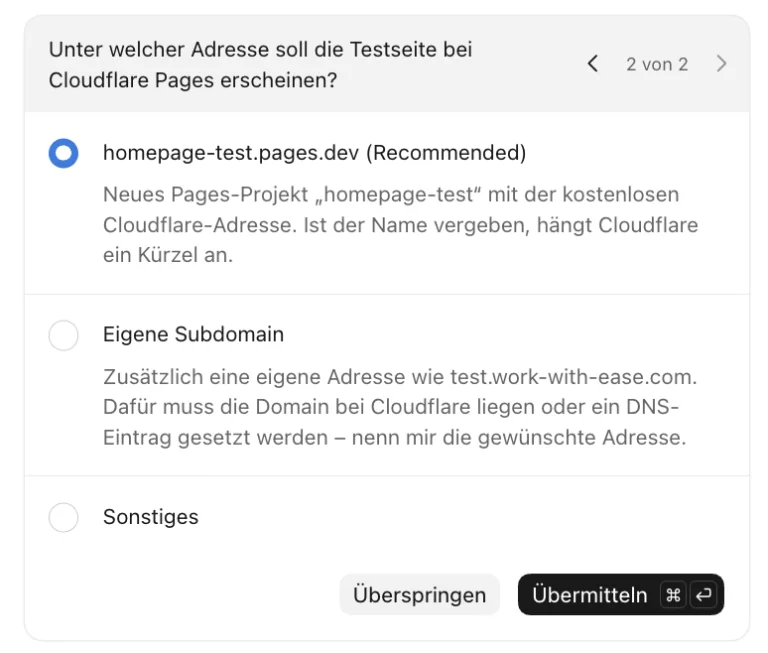 Unter welcher Adresse soll die Testseite bei
Cloudflare Pages erscheinen?
2 von 2
homepage-test.pages.dev (Recommended)
Neues Pages-Projekt „homepage-test“ mit der kostenlosen
Cloudflare-Adresse. Ist der Name vergeben, hängt Cloudflare
ein Kürzel an.
Eigene Subdomain
Zusätzlich eine eigene Adresse wie test.work-with-ease.com.
Dafür muss die Domain bei Cloudflare liegen oder ein DNS-
Eintrag gesetzt werden – nenn mir die gewünschte Adresse.
Sonstiges
Überspringen
Übermitteln ⌘ ↩